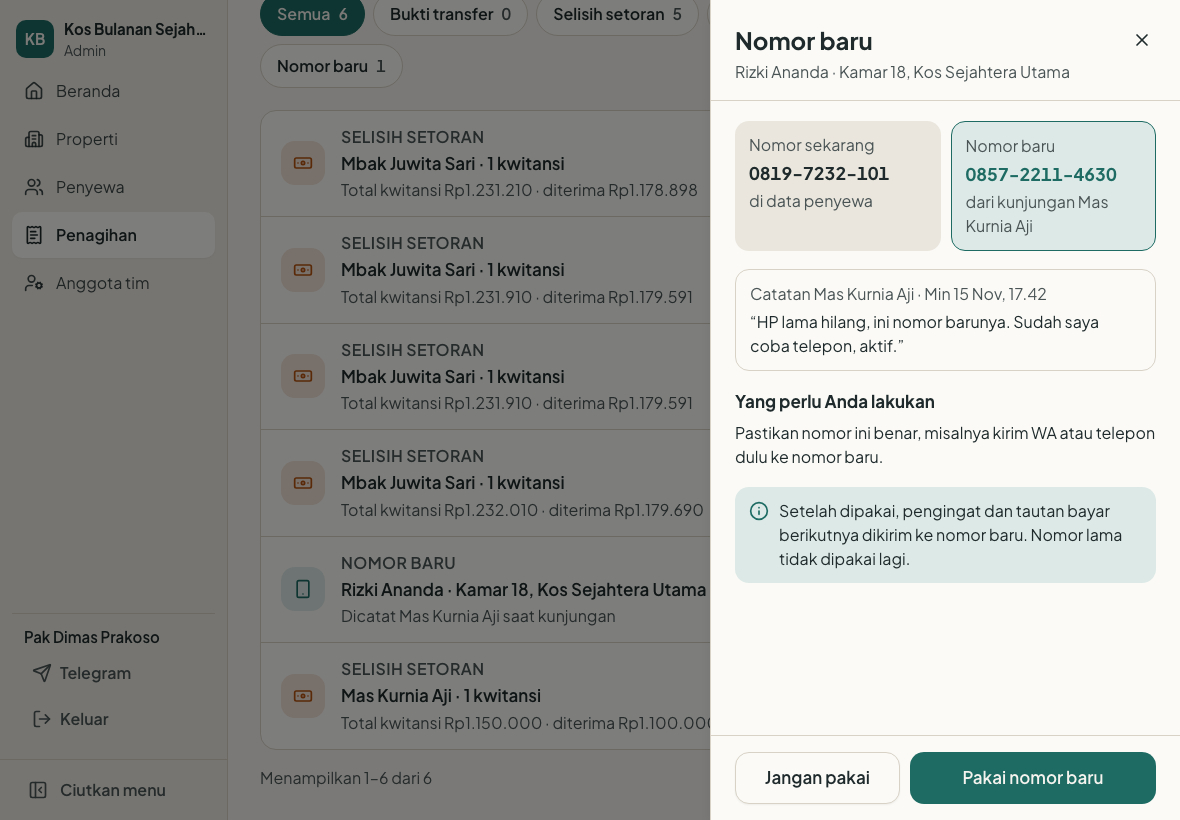 KB
Kos Bulanan Sejah…
Admin
Beranda
Properti
Penyewa
Penagihan
Anggota tim
Pak Dimas Prakoso
Telegram
Keluar
Ciutkan menu
Semua 6
Bukti transfer 0
Selisih setoran 5
Nomor baru 1
SELISIH SETORAN
Mbak Juwita Sari · 1 kwitansi
Total kwitansi Rp1.231.210 · diterima Rp1.178.898
SELISIH SETORAN
Mbak Juwita Sari · 1 kwitansi
Total kwitansi Rp1.231.910 · diterima Rp1.179.591
SELISIH SETORAN
Mbak Juwita Sari · 1 kwitansi
Total kwitansi Rp1.231.910 · diterima Rp1.179.591
SELISIH SETORAN
Mbak Juwita Sari · 1 kwitansi
Total kwitansi Rp1.232.010 · diterima Rp1.179.690
NOMOR BARU
Rizki Ananda · Kamar 18, Kos Sejahtera Utama
Dicatat Mas Kurnia Aji saat kunjungan
SELISIH SETORAN
Mas Kurnia Aji · 1 kwitansi
Total kwitansi Rp1.150.000 · diterima Rp1.100.000
Menampilkan 1–6 dari 6
Nomor baru
Rizki Ananda · Kamar 18, Kos Sejahtera Utama
Nomor sekarang
0819-7232-101
di data penyewa
Nomor baru
0857-2211-4630
dari kunjungan Mas
Kurnia Aji
Catatan Mas Kurnia Aji · Min 15 Nov, 17.42
“HP lama hilang, ini nomor barunya. Sudah saya
coba telepon, aktif.”
Yang perlu Anda lakukan
Pastikan nomor ini benar, misalnya kirim WA atau telepon
dulu ke nomor baru.
Setelah dipakai, pengingat dan tautan bayar
berikutnya dikirim ke nomor baru. Nomor lama
tidak dipakai lagi.
Jangan pakai
Pakai nomor baru